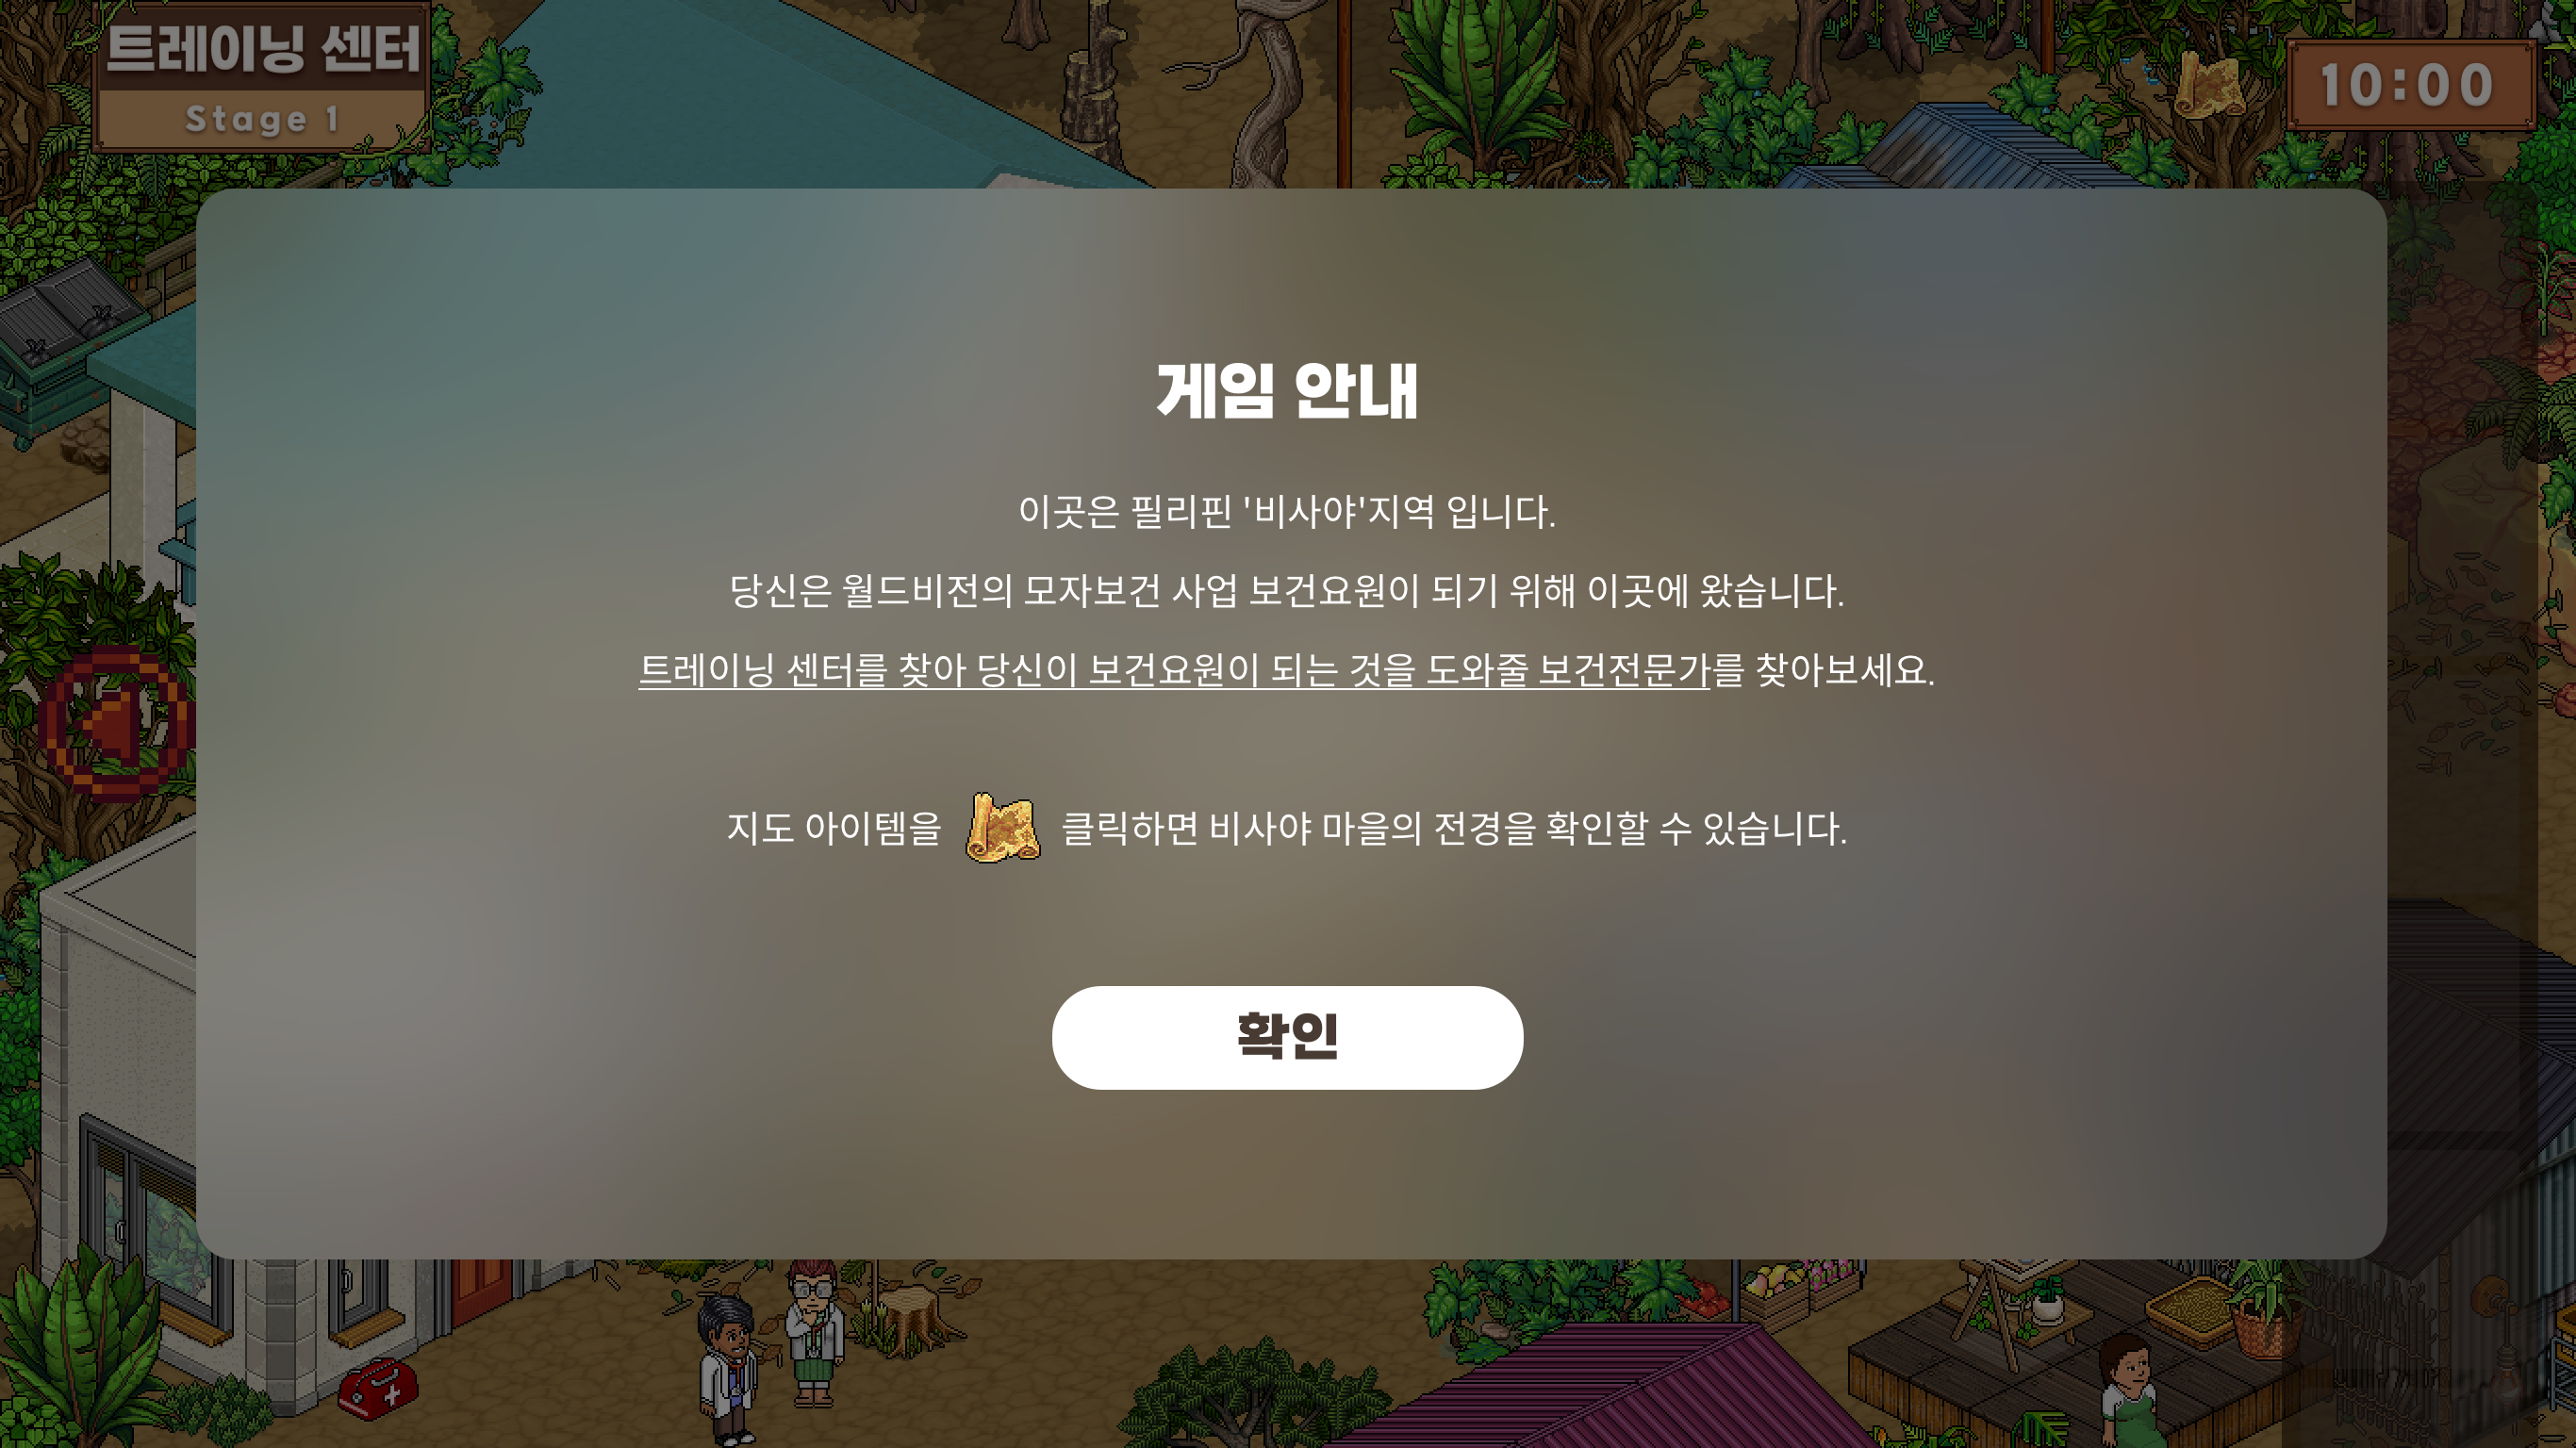 트레이닝 센터
Stage 1
10:00
게임 안내
이곳은 필리핀 '비사야'지역 입니다.
당신은 월드비전의 모자보건 사업 보건요원이 되기 위해 이곳에 왔습니다.
트레이닝 센터를 찾아 당신이 보건요원이 되는 것을 도와줄 보건전문가를 찾아보세요.
지도 아이템을 클릭하면 비사야 마을의 전경을 확인할 수 있습니다.
확인